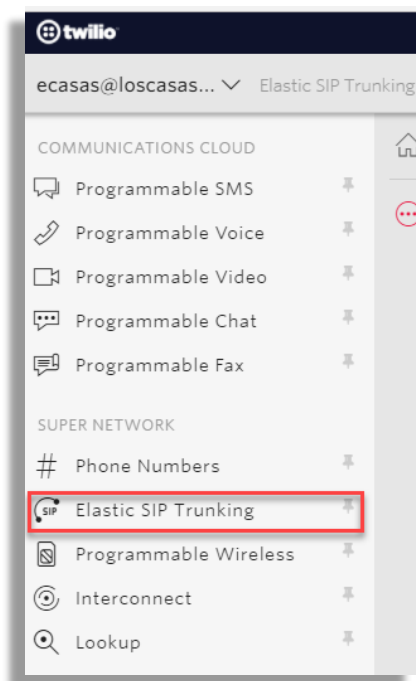 twilio
ecasas@loscasas... Elastic SIP Trunking
COMMUNICATIONS CLOUD
Programmable SMS
Programmable Voice
Programmable Video
Programmable Chat
Programmable Fax
SUPER NETWORK
# Phone Numbers
SIP Elastic SIP Trunking
Programmable Wireless
Interconnect
Lookup